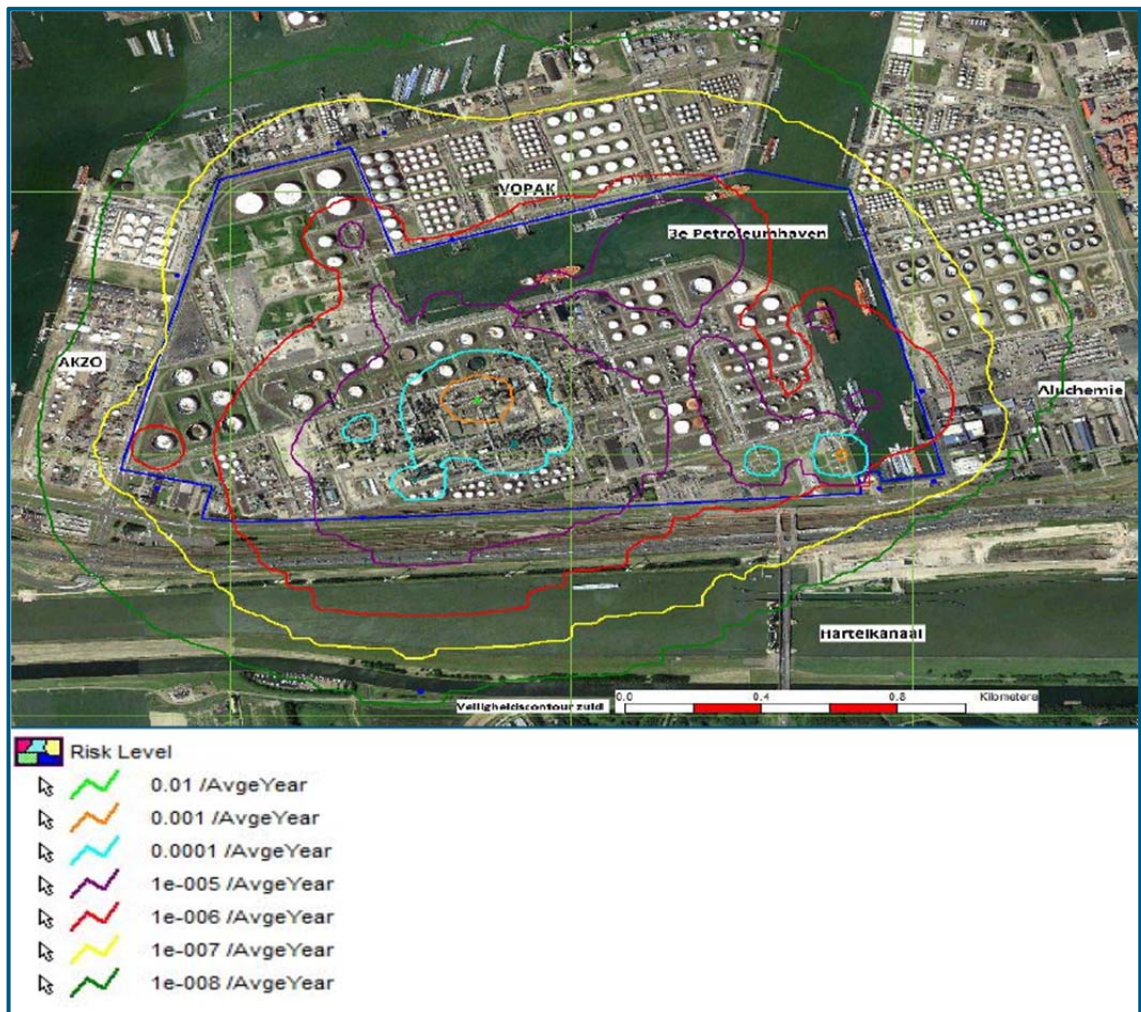 VOPAK
3e Petroleumhaven
AKZO
Aluchemie
Hartelkanaal
Veiligheidscontour zuid
0.0 0.4 0.8 Kilometers
Risk Level
0.01 /AvgeYear
0.001 /AvgeYear
0.0001 /AvgeYear
1e-005 /AvgeYear
1e-006 /AvgeYear
1e-007 /AvgeYear
1e-008 /AvgeYear